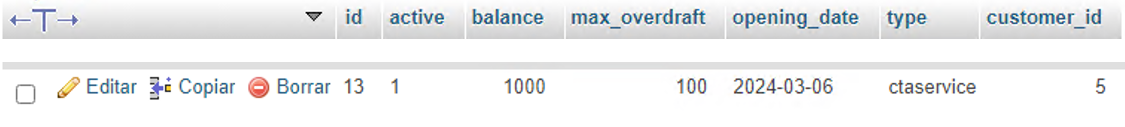 id active balance max_overdraft opening_date type customer_id
Editar Copiar Borrar 13 1 1000 100 2024-03-06 ctaservice 5